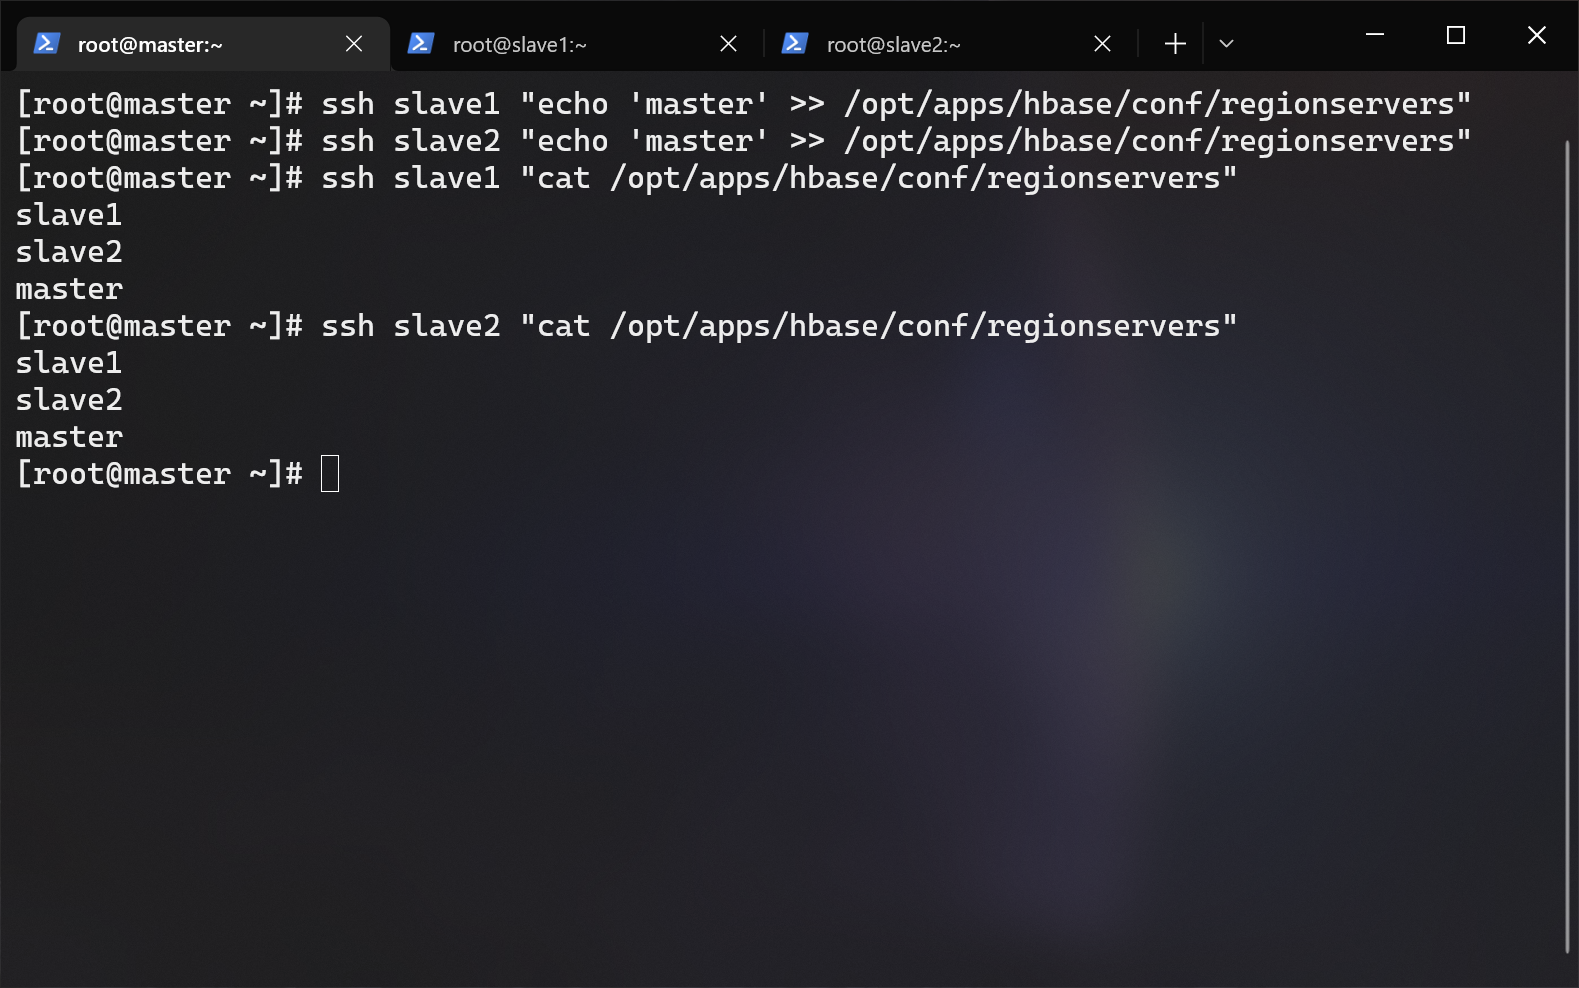 root@master:~
root@slave1:~
root@slave2:~
[root@master ~]# ssh slave1 "echo 'master' >> /opt/apps/hbase/conf/regionservers"
[root@master ~]# ssh slave2 "echo 'master' >> /opt/apps/hbase/conf/regionservers"
[root@master ~]# ssh slave1 "cat /opt/apps/hbase/conf/regionservers"
slave1
slave2
master
[root@master ~]# ssh slave2 "cat /opt/apps/hbase/conf/regionservers"
slave1
slave2
master
[root@master ~]#